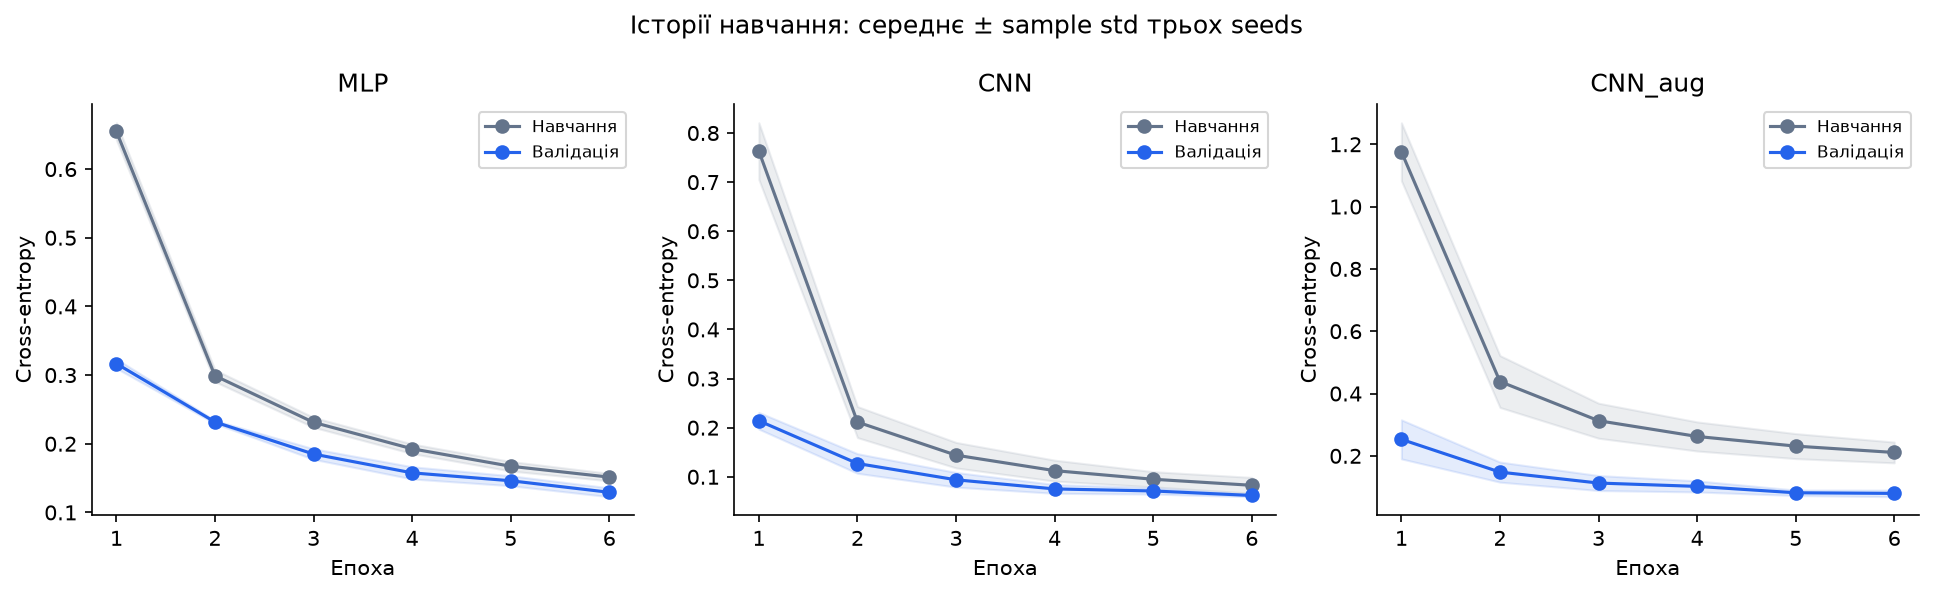 Історії навчання: середнє ± sample std трьох seeds
MLP
Cross-entropy
0.6
0.5
0.4
0.3
0.2
0.1
1 2 3 4 5 6
Епоха
Навчання
Валідація
CNN
Cross-entropy
0.8
0.7
0.6
0.5
0.4
0.3
0.2
0.1
1 2 3 4 5 6
Епоха
Навчання
Валідація
CNN_aug
Cross-entropy
1.2
1.0
0.8
0.6
0.4
0.2
1 2 3 4 5 6
Епоха
Навчання
Валідація